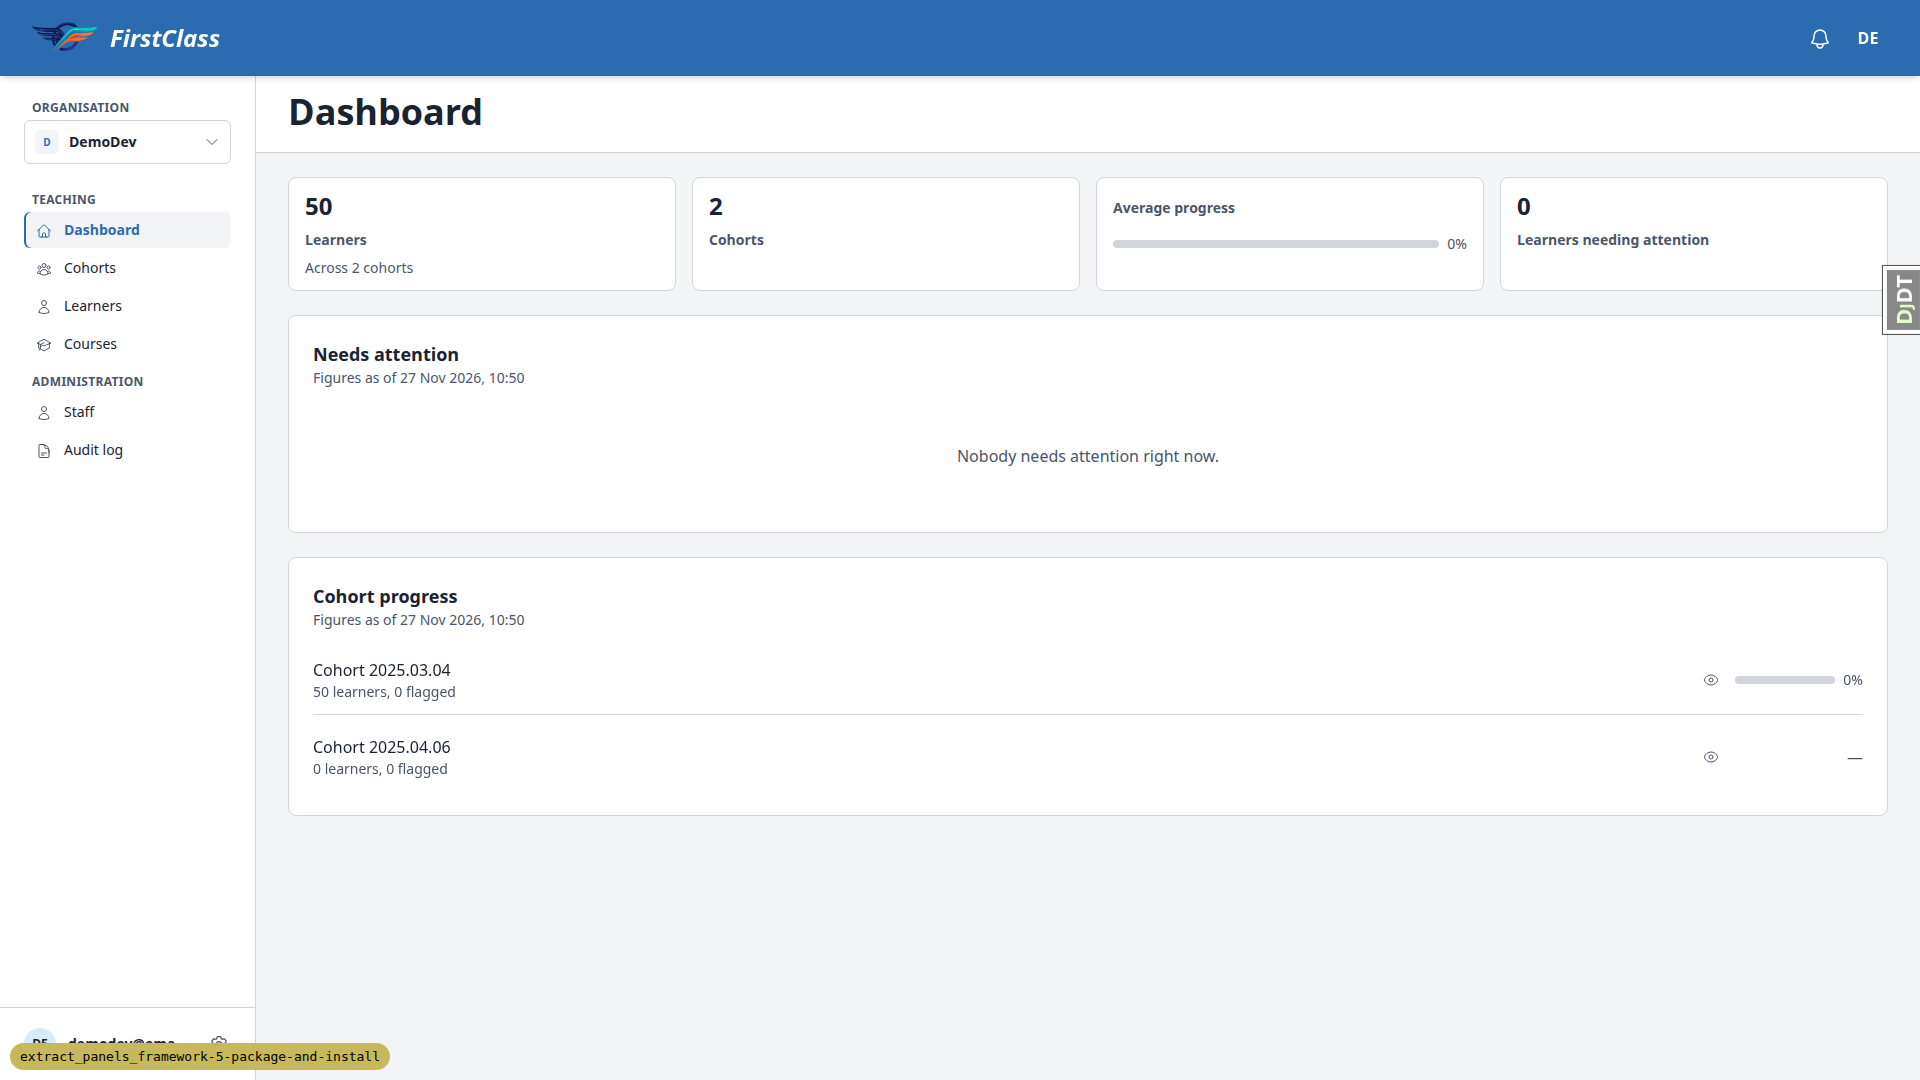 FirstClass
DE
ORGANISATION
D DemoDev
TEACHING
Dashboard
Cohorts
Learners
Courses
ADMINISTRATION
Staff
Audit log
Dashboard
50
Learners
Across 2 cohorts
2
Cohorts
Average progress
0%
0
Learners needing attention
DJDT
Needs attention
Figures as of 27 Nov 2026, 10:50
Nobody needs attention right now.
Cohort progress
Figures as of 27 Nov 2026, 10:50
Cohort 2025.03.04
50 learners, 0 flagged
0%
Cohort 2025.04.06
0 learners, 0 flagged
—
DE demodev@ema
extract_panels_framework-5-package-and-install